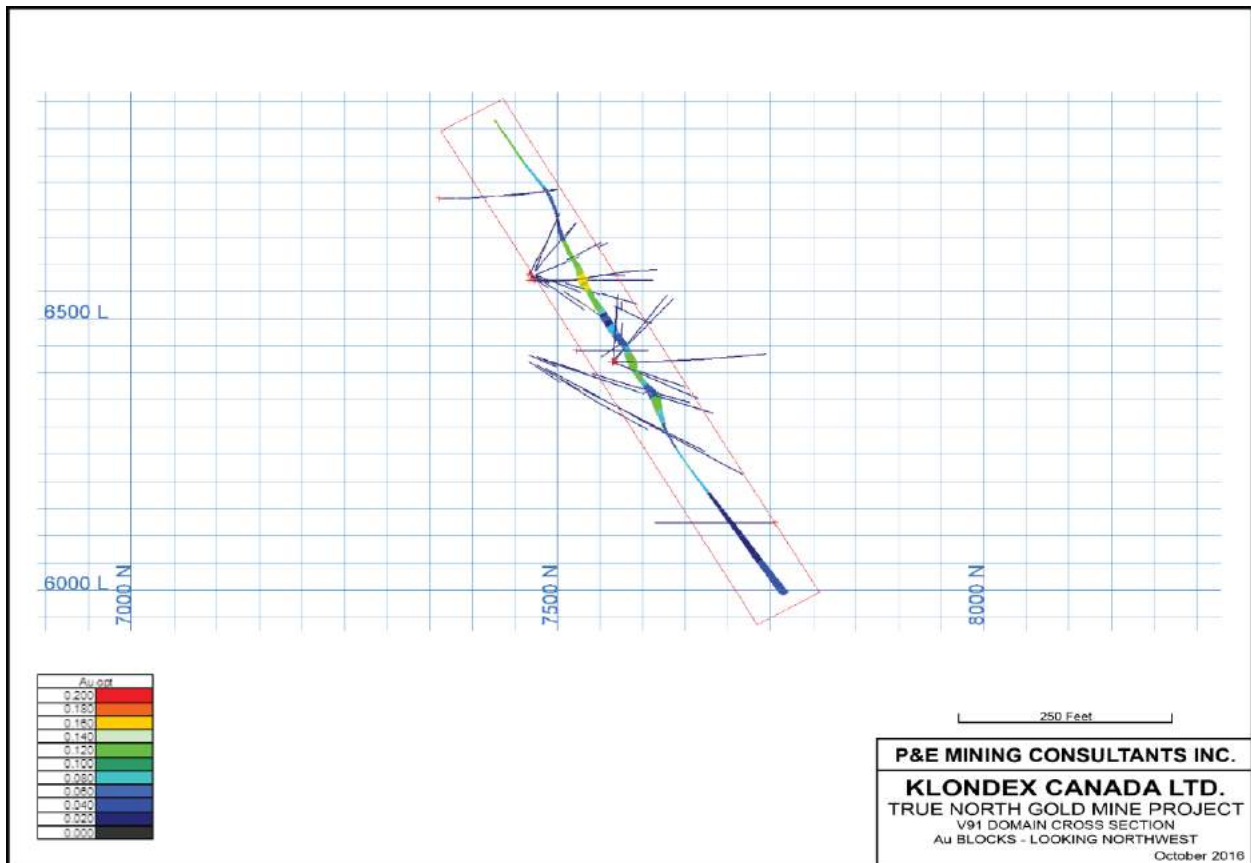 6500 L
6000 L
7000 N
7500 N
8000 N
Au opt
0.200
0.180
0.160
0.140
0.120
0.100
0.080
0.060
0.040
0.020
0.000
250 Feet
P&E MINING CONSULTANTS INC.
KLONDEX CANADA LTD.
TRUE NORTH GOLD MINE PROJECT
V91 DOMAIN CROSS SECTION
Au BLOCKS - LOOKING NORTHWEST
October 2016